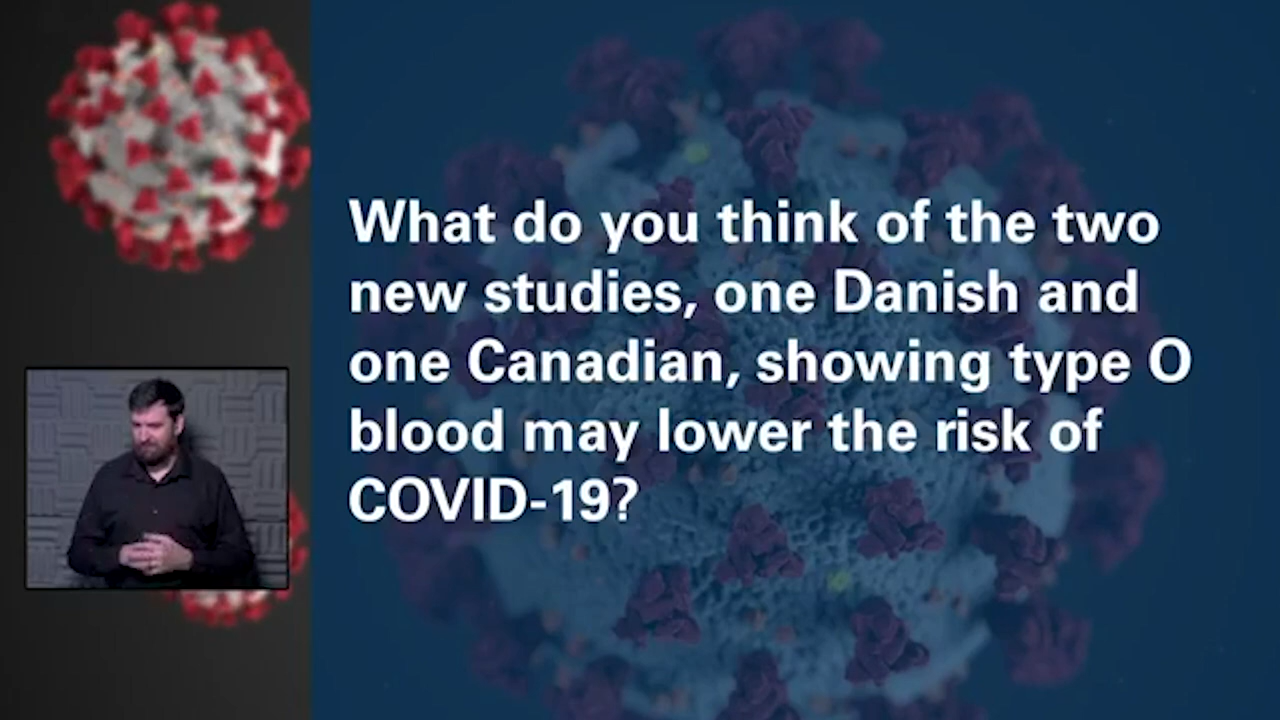 What do you think of the two
new studies, one Danish and
one Canadian, showing type O
blood may lower the risk of
COVID-19?